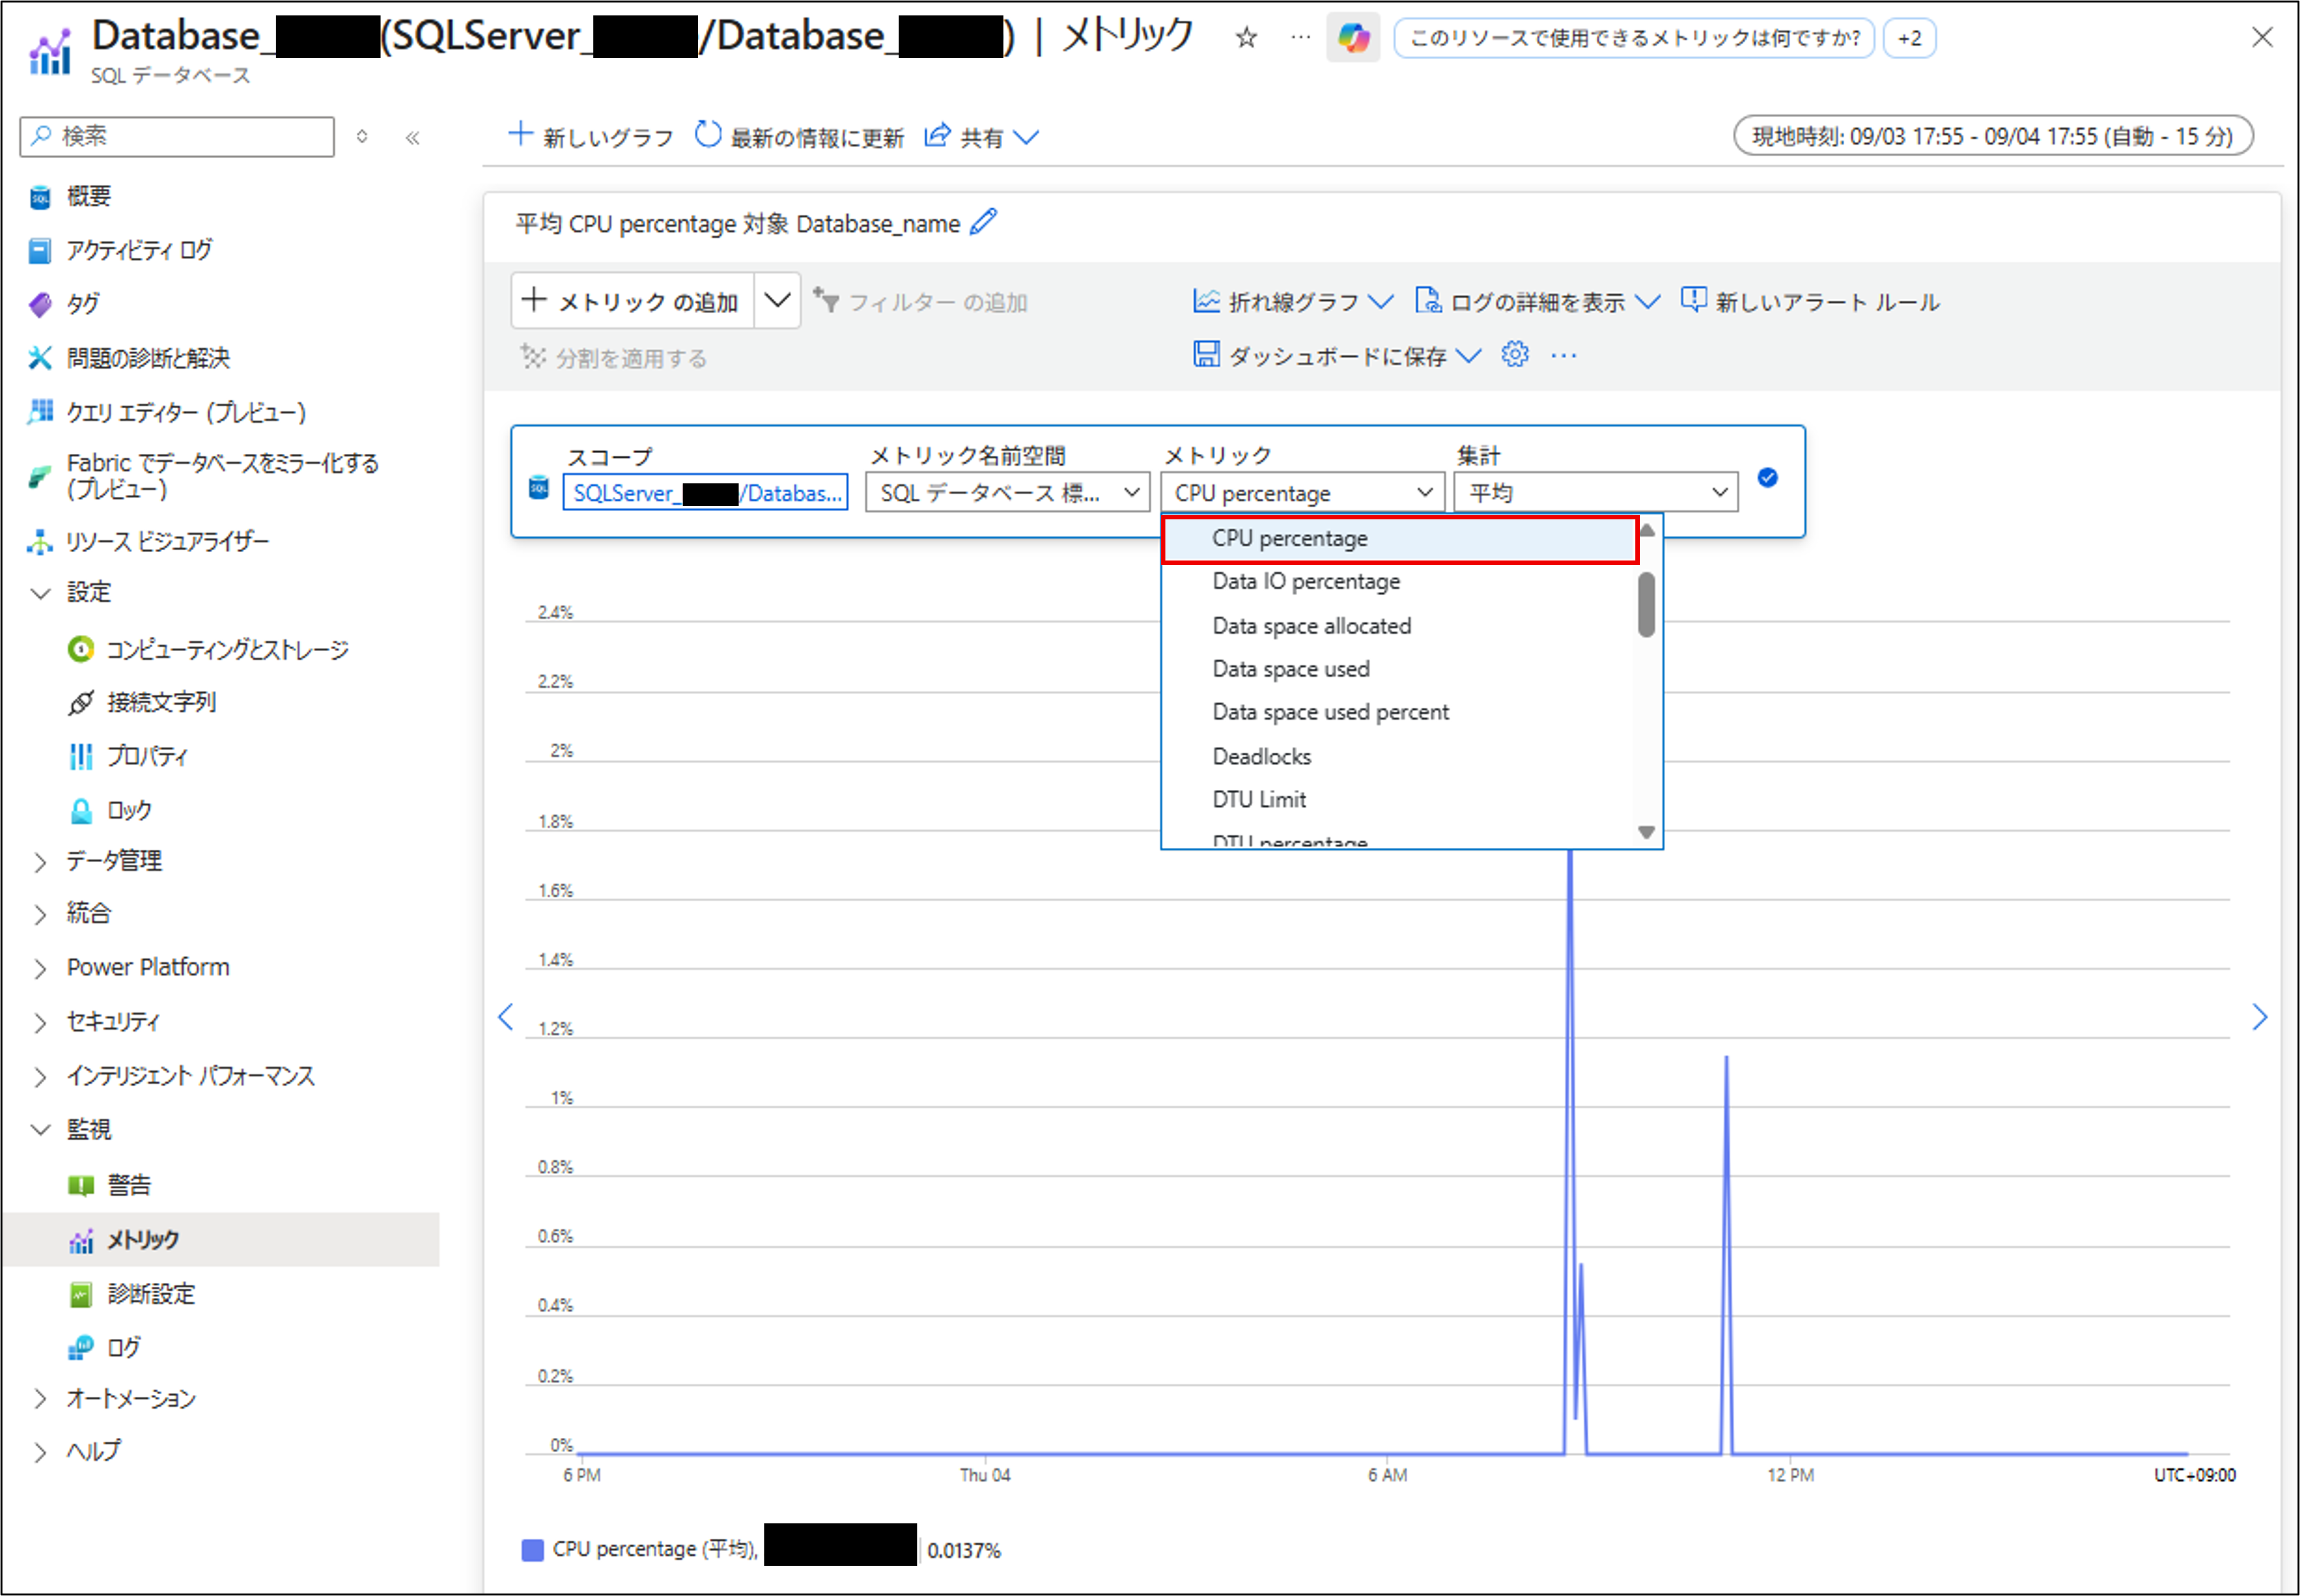 Database_ (SQLServer_ /Database_ ) | メトリック
このリソースで使用できるメトリックは何ですか?
+2
SQL データベース
検索
新しいグラフ
最新の情報に更新
共有
現地時刻: 09/03 17:55 - 09/04 17:55 (自動 - 15 分)
概要
アクティビティ ログ
タグ
問題の診断と解決
クエリ エディター (プレビュー)
Fabric でデータベースをミラー化する
(プレビュー)
リソース ビジュアライザー
設定
コンピューティングとストレージ
接続文字列
プロパティ
ロック
データ管理
統合
Power Platform
セキュリティ
インテリジェント パフォーマンス
監視
警告
メトリック
診断設定
ログ
オートメーション
ヘルプ
平均 CPU percentage 対象 Database_name
メトリック の追加
フィルター の追加
折れ線グラフ
ログの詳細を表示
新しいアラート ルール
分割を適用する
ダッシュボードに保存
スコープ
メトリック名前空間
メトリック
集計
SQL
SQLServer_ /Databas...
SQL データベース 標...
CPU percentage
平均
CPU percentage
Data IO percentage
Data space allocated
Data space used
Data space used percent
Deadlocks
DTU Limit
DTU percentage
2.4%
2.2%
2%
1.8%
1.6%
1.4%
1.2%
1%
0.8%
0.6%
0.4%
0.2%
0%
6 PM
Thu 04
6 AM
12 PM
UTC+09:00
CPU percentage (平均),
0.0137%